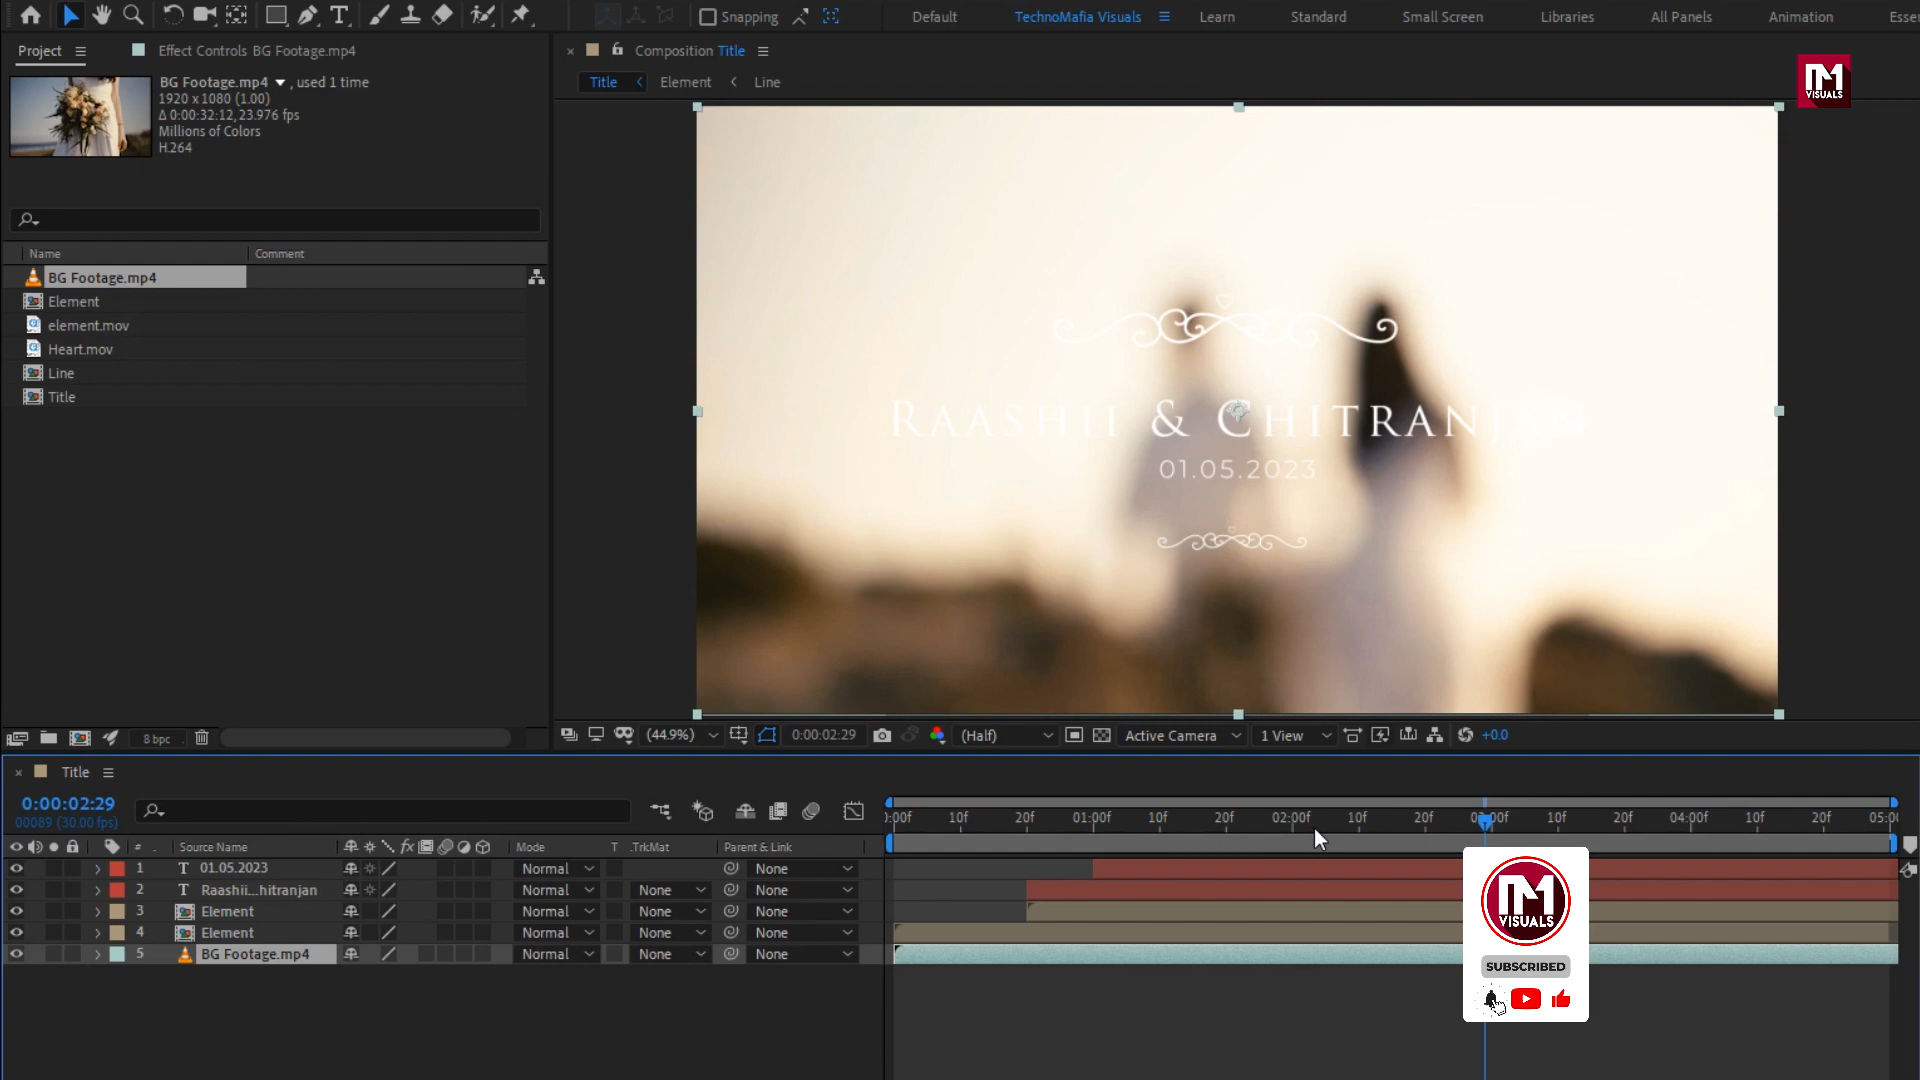 Snapping
Default
TechnoMafia Visuals
Learn
Standard
Small Screen
Libraries
All Panels
Animation
Esse
Project
Effect Controls BG Footage.mp4
Composition Title
BG Footage.mp4 , used 1 time
1920 x 1080 (1.00)
Δ 0:00:32:12, 23.976 fps
Millions of Colors
H.264
Title
Element
Line
VISUALS
Name
Comment
BG Footage.mp4
Element
element.mov
Heart.mov
Line
Title
RAASHII & CHITRANJAN
01.05.2023
8 bpc
(44.9%)
0:00:02:29
(Half)
Active Camera
1 View
+0.0
Title
0:00:02:29
00089 (30.00 fps)
):00f 10f 20f 01:00f 10f 20f 02:00f 10f 20f 03:00f 10f 20f 04:00f 10f 20f 05:00
# Source Name
Mode
T .TrkMat
Parent & Link
1 T 01.05.2023 Normal None
2 T Raashii...hitranjan Normal None None
3 Element Normal None None
4 Element Normal None None
5 BG Footage.mp4 Normal None None
VISUALS
SUBSCRIBED